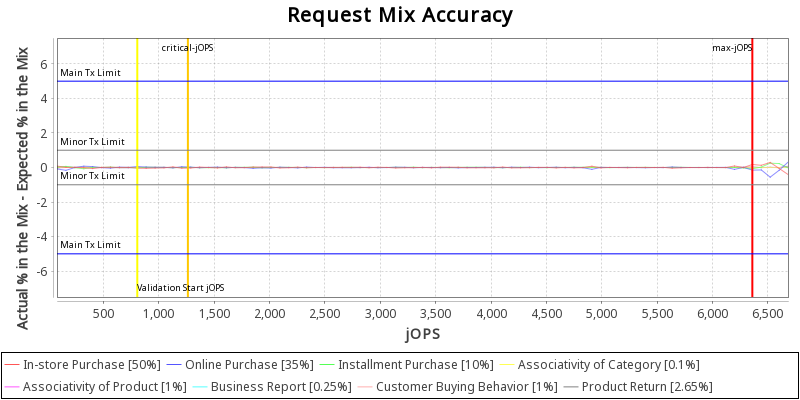 Request Mix Accuracy
critical-jOPS
max-jOPS
Main Tx Limit
Minor Tx Limit
Minor Tx Limit
Main Tx Limit
Validation Start jOPS
Actual % in the Mix - Expected % in the Mix
6
4
2
0
-2
-4
-6
500
1,000
1,500
2,000
2,500
3,000
3,500
4,000
4,500
5,000
5,500
6,000
6,500
jOPS
In-store Purchase [50%]
Online Purchase [35%]
Installment Purchase [10%]
Associativity of Category [0.1%]
Associativity of Product [1%]
Business Report [0.25%]
Customer Buying Behavior [1%]
Product Return [2.65%]